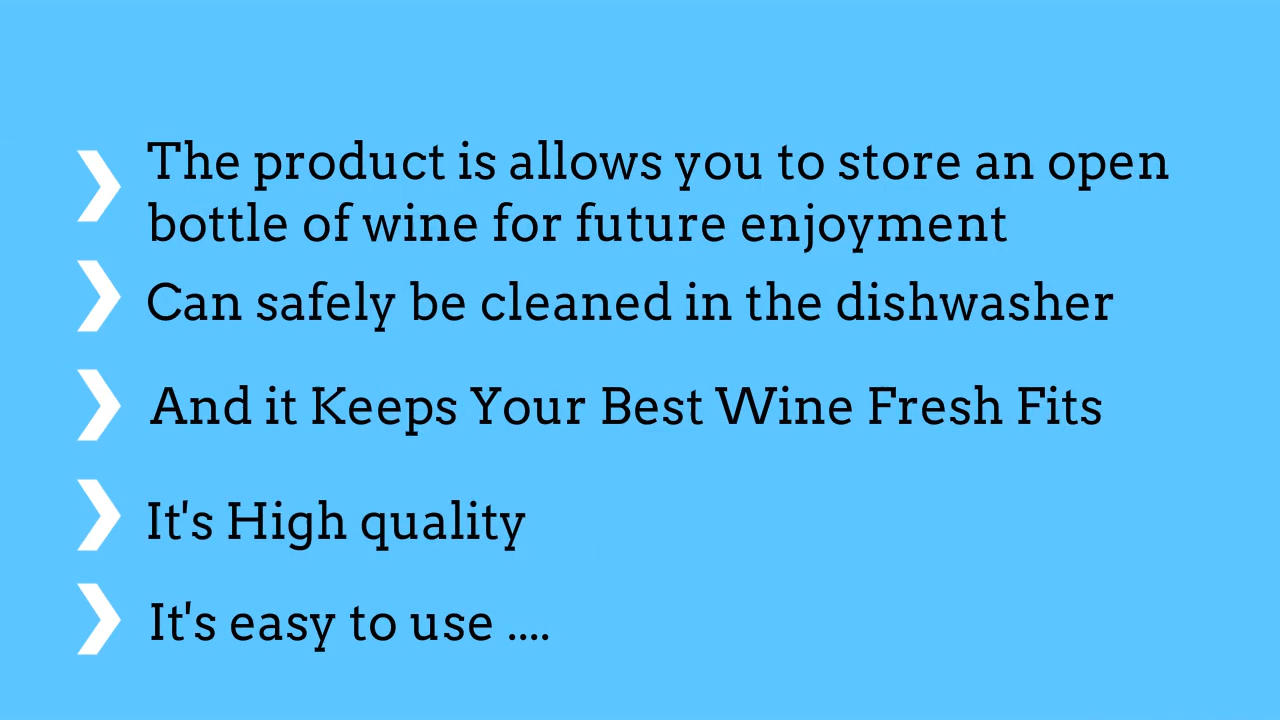 The product is allows you to store an open
bottle of wine for future enjoyment
Can safely be cleaned in the dishwasher
And it Keeps Your Best Wine Fresh Fits
It's High quality
It's easy to use ....